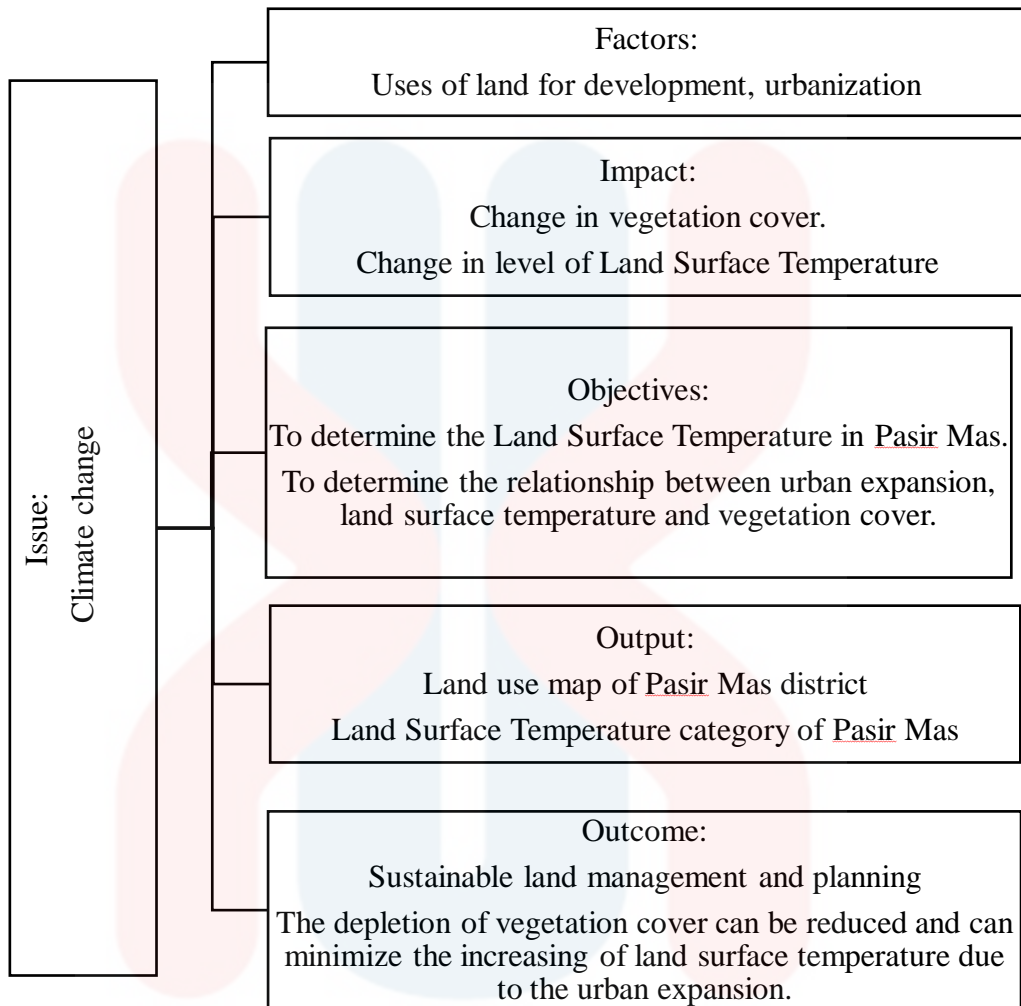 Issue:
Climate change
Factors:
Uses of land for development, urbanization
Impact:
Change in vegetation cover.
Change in level of Land Surface Temperature
Objectives:
To determine the Land Surface Temperature in Pasir Mas.
To determine the relationship between urban expansion,
land surface temperature and vegetation cover.
Output:
Land use map of Pasir Mas district
Land Surface Temperature category of Pasir Mas
Outcome:
Sustainable land management and planning
The depletion of vegetation cover can be reduced and can
minimize the increasing of land surface temperature due
to the urban expansion.